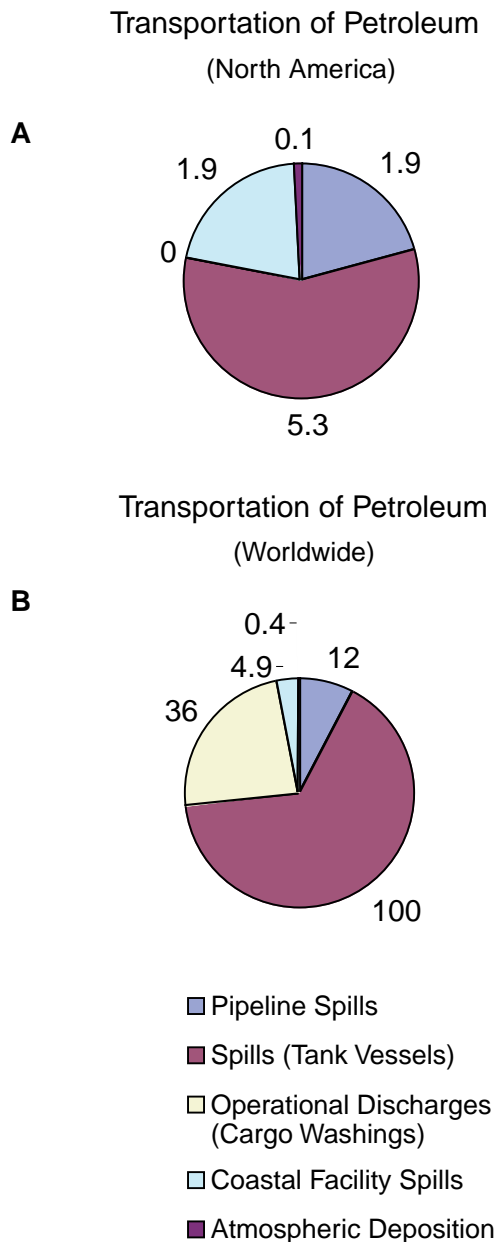 Transportation of Petroleum
(North America)
A
0.1
1.9
1.9
0
5.3
Transportation of Petroleum
(Worldwide)
B
0.4
4.9
12
36
100
Pipeline Spills
Spills (Tank Vessels)
Operational Discharges
(Cargo Washings)
Coastal Facility Spills
Atmospheric Deposition